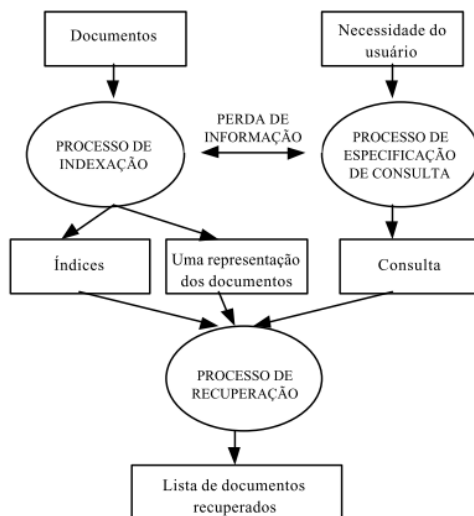 Documentos
Necessidade do
usuário
PERDA DE
INFORMAÇÃO
PROCESSO DE
INDEXAÇÃO
PROCESSO DE
ESPECIFICAÇÃO
DE CONSULTA
Índices
Uma representação
dos documentos
Consulta
PROCESSO DE
RECUPERAÇÃO
Lista de documentos
recuperados